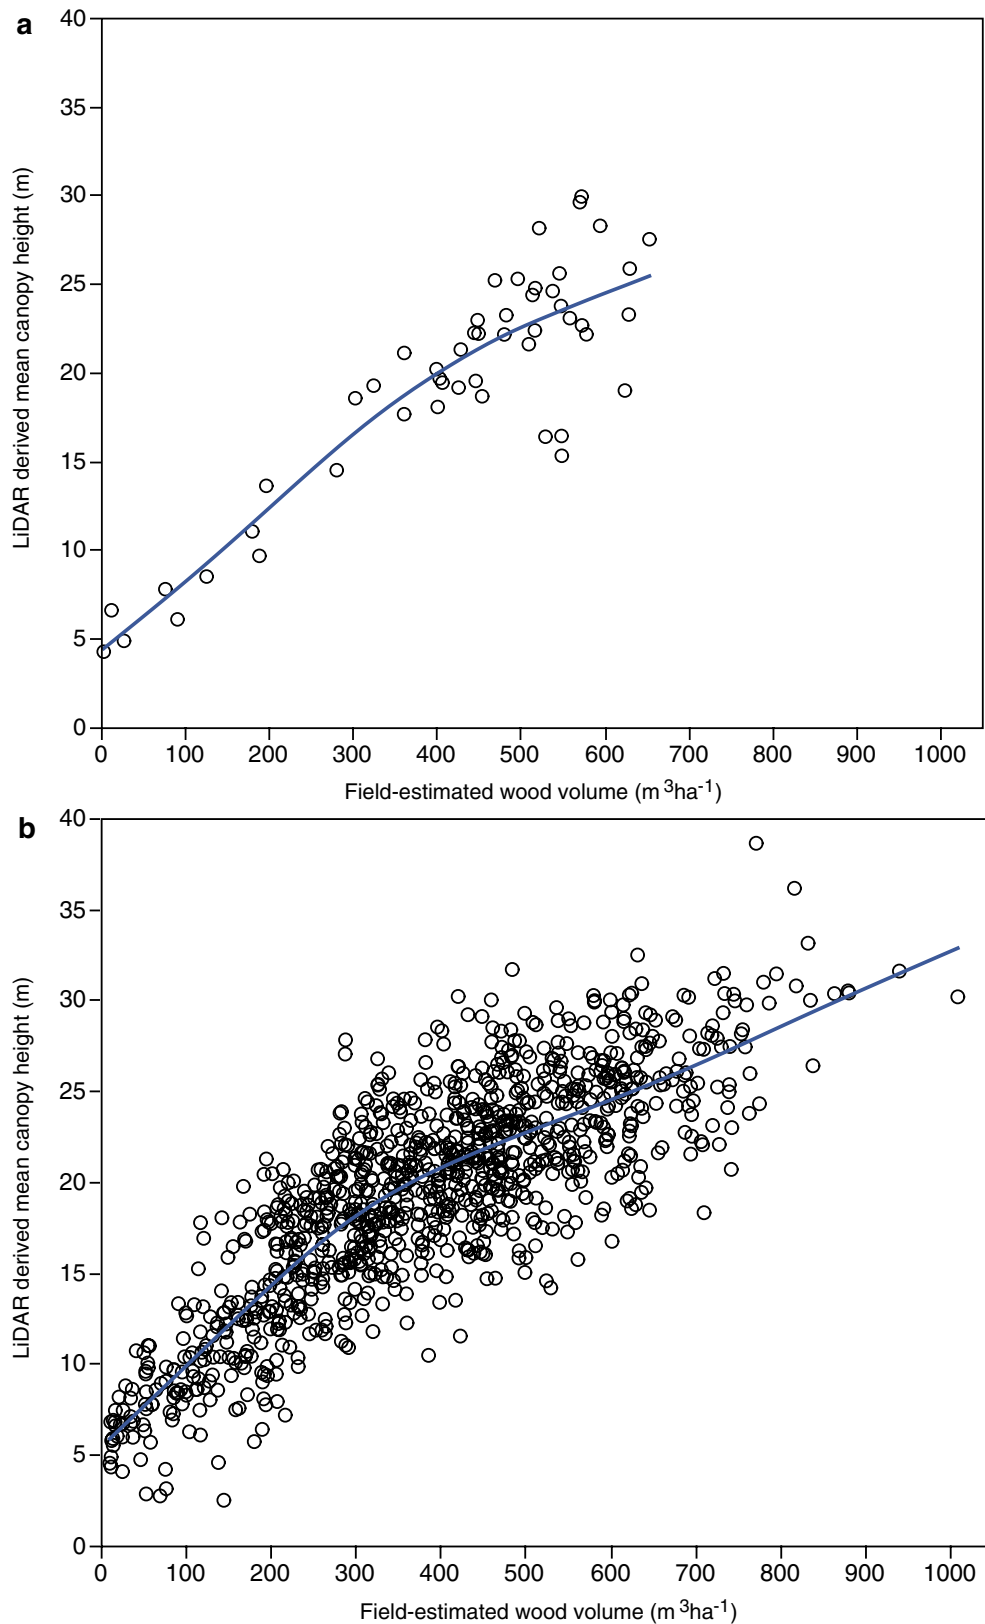 a
40
35
30
25
20
15
10
5
0
LiDAR derived mean canopy height (m)
0 100 200 300 400 500 600 700 800 900 1000
Field-estimated wood volume (m³ha⁻¹)
b
40
35
30
25
20
15
10
5
0
LiDAR derived mean canopy height (m)
0 100 200 300 400 500 600 700 800 900 1000
Field-estimated wood volume (m³ha⁻¹)